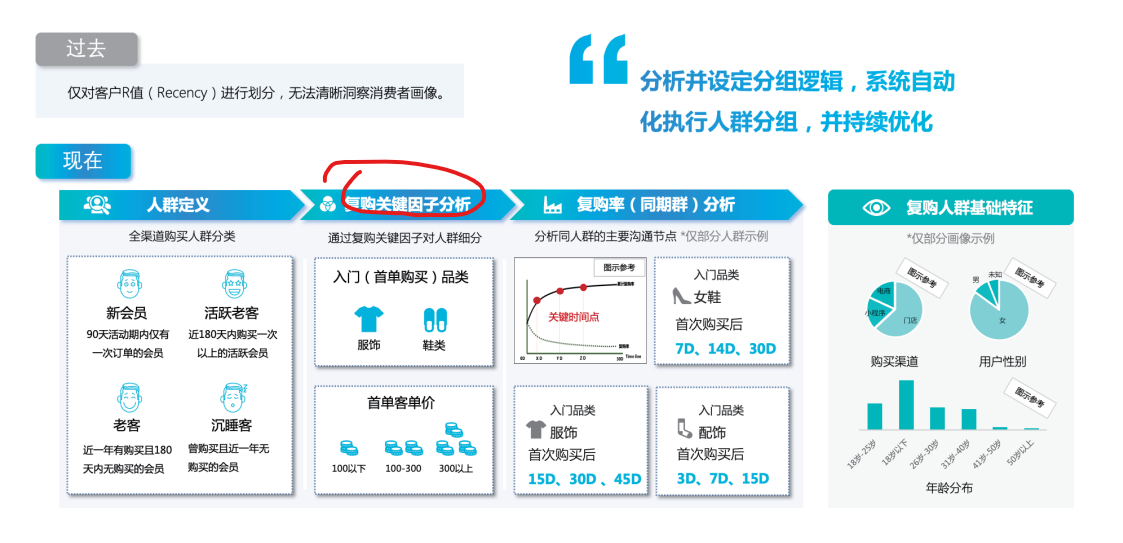 过去
仅对客户R值（Recency）进行划分，无法清晰洞察消费者画像。
分析并设定分组逻辑，系统自动
化执行人群分组，并持续优化
现在
人群定义
全渠道购买人群分类
新会员
90天活动期内仅有
一次订单的会员
活跃老客
近180天内购买一次
以上的活跃会员
老客
近一年有购买且180
天内无购买的会员
沉睡客
曾购买且近一年无
购买的会员
复购关键因子分析
通过复购关键因子对人群细分
入门（首单购买）品类
服饰
鞋类
首单客单价
100以下
100-300
300以上
复购率（同期群）分析
分析同人群的主要沟通节点 *仅部分人群示例
图示参考
关键时间点
0D
XD
YD
ZD
Time line
入门品类
女鞋
首次购买后
7D、14D、30D
入门品类
服饰
首次购买后
15D、30D、45D
入门品类
配饰
首次购买后
3D、7D、15D
复购人群基础特征
*仅部分画像示例
图示参考
电商
小程序
门店
购买渠道
图示参考
男
未知
女
用户性别
图示参考
18岁-25岁
18岁以下
26岁-30岁
31岁-40岁
41岁-50岁
50岁以上
年龄分布